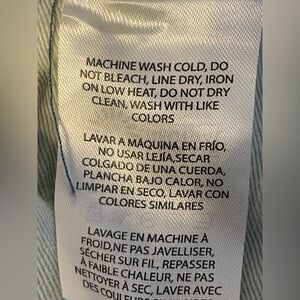 MACHINE WASH COLD, DO
NOT BLEACH, LINE DRY, IRON
ON LOW HEAT, DO NOT DRY
CLEAN, WASH WITH LIKE
COLORS
LAVAR A MÁQUINA EN FRÍO,
NO USAR LEJÍA, SECAR
COLGADO DE UNA CUERDA,
PLANCHA BAJO CALOR, NO
LIMPIAR EN SECO, LAVAR CON
COLORES SIMILARES
LAVAGE EN MACHINE À
FROID, NE PAS JAVELLISER,
SÉCHER SUR FIL, REPASSER
À FAIBLE CHALEUR, NE PAS
NETTOYER À SEC, LAVER AVEC
DES COULEURS